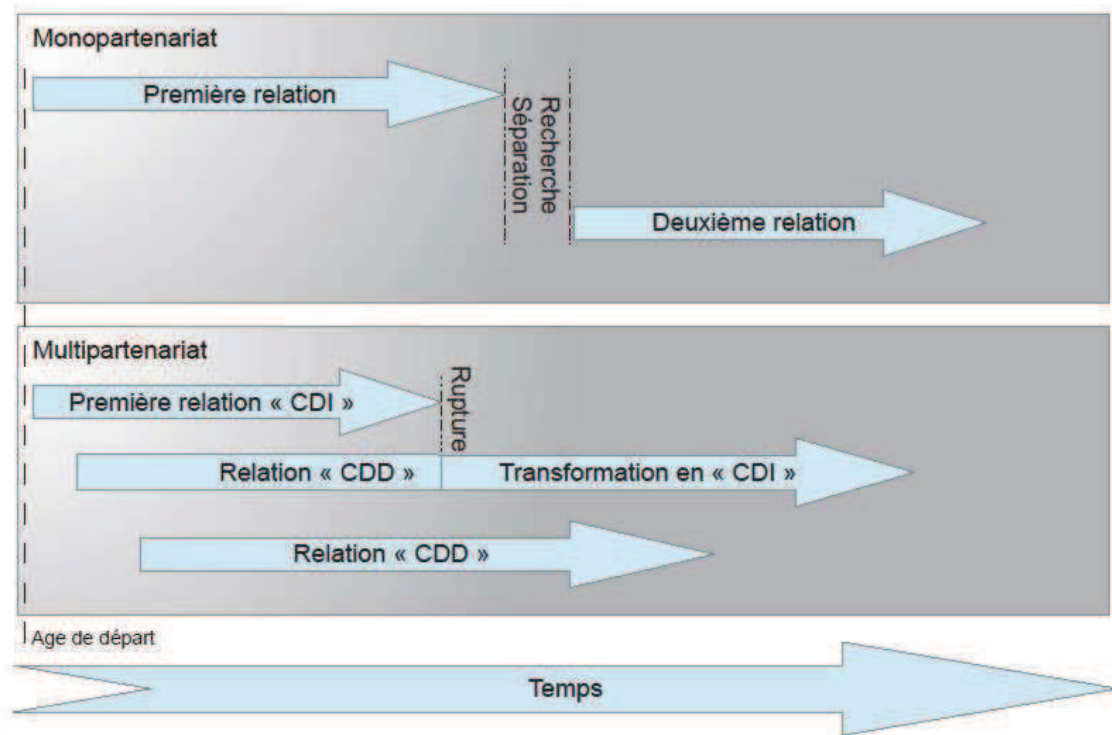 Monopartenariat
Première relation
Séparation
Recherche
Deuxième relation
Multipartenariat
Première relation « CDI »
Rupture
Relation « CDD »
Transformation en « CDI »
Relation « CDD »
Age de départ
Temps